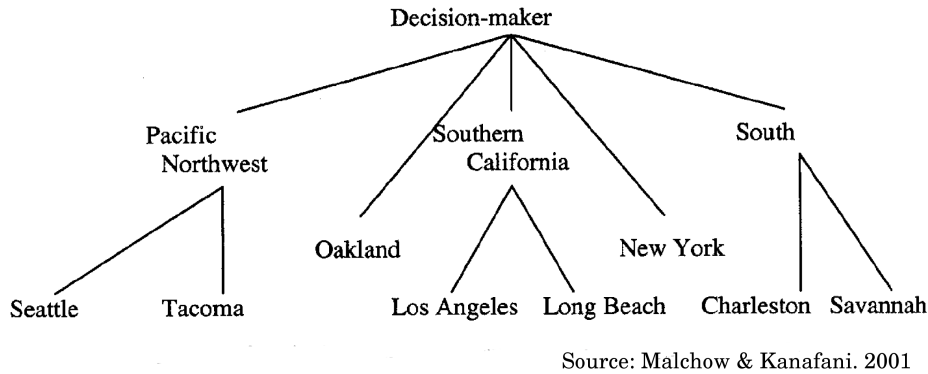 Decision-maker
Pacific
Northwest
Southern
California
South
Oakland
New York
Seattle
Tacoma
Los Angeles
Long Beach
Charleston
Savannah
Source: Malchow & Kanafani. 2001